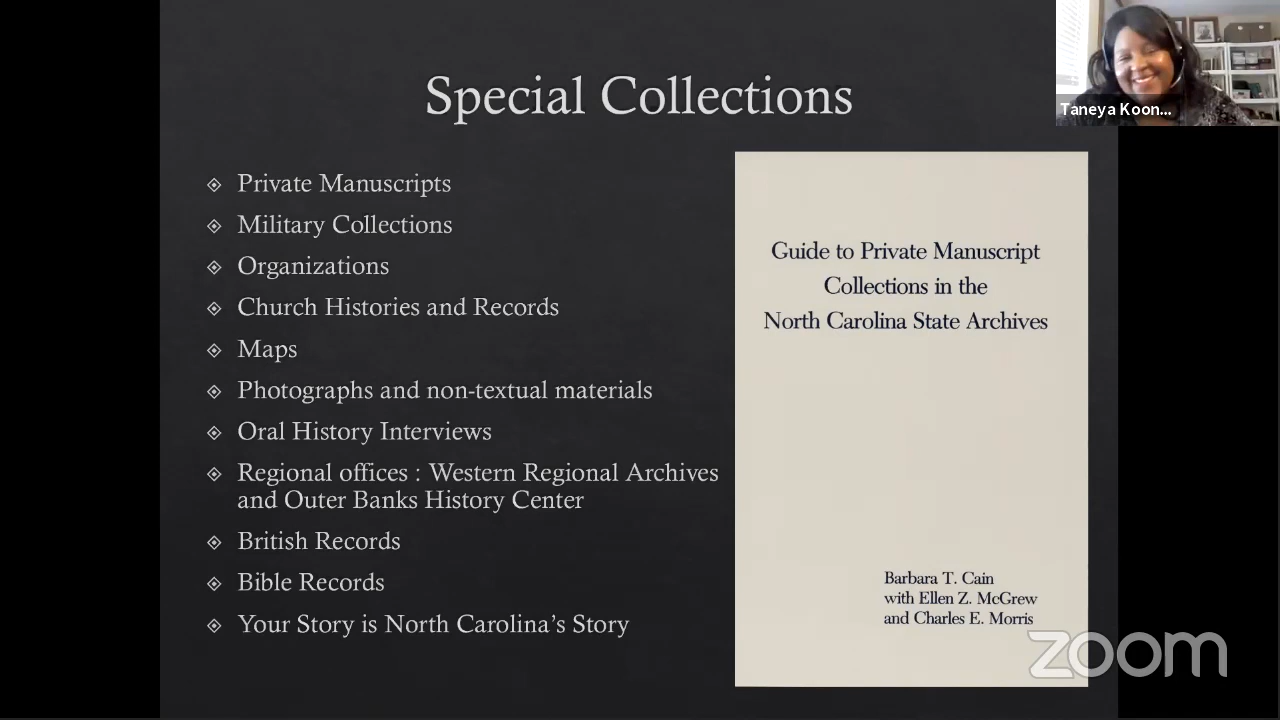 Special Collections
Taneya Koon...
Private Manuscripts
Military Collections
Organizations
Church Histories and Records
Maps
Photographs and non-textual materials
Oral History Interviews
Regional offices : Western Regional Archives
and Outer Banks History Center
British Records
Bible Records
Your Story is North Carolina’s Story
Guide to Private Manuscript
Collections in the
North Carolina State Archives
Barbara T. Cain
with Ellen Z. McGrew
and Charles E. Morris
zoom